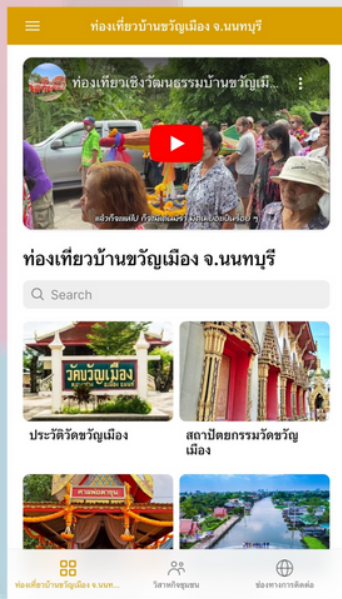 ท่องเที่ยวบ้านขวัญเมือง จ.นนทบุรี
ท่องเที่ยวเชิงวัฒนธรรมบ้านขวัญเมื...
ท่องเที่ยวบ้านขวัญเมือง จ.นนทบุรี
Search
วัดขวัญเมือง
ประวัติวัดขวัญเมือง
สถาปัตยกรรมวัดขวัญ
เมือง
ท่องเที่ยวบ้านขวัญเมือง จ.นนท...
วิสาหกิจชุมชน
ช่องทางการติดต่อ